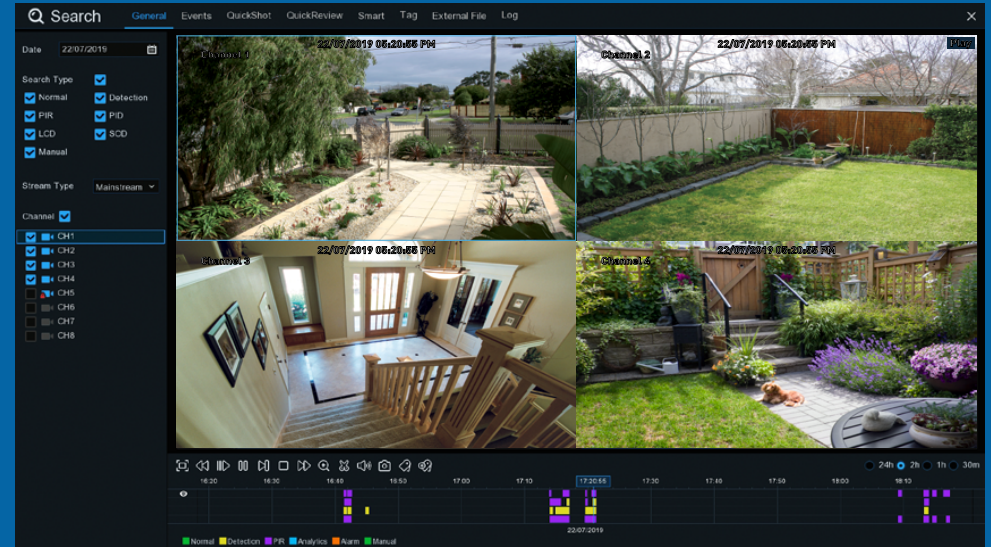 Search General Events QuickShot QuickReview Smart Tag External File Log
Date 22/07/2019
22/07/2019 05:20:55 PM
Channel 1
22/07/2019 05:20:55 PM
Channel 2
Play
Search Type
Normal Detection
PIR PID
LCD SOD
Manual
Stream Type Mainstream
Channel
CH1
CH2
CH3
CH4
CH5
CH6
CH7
CH8
22/07/2019 05:20:55 PM
Channel 3
22/07/2019 05:20:55 PM
Channel 4
24h 2h 1h 30m
16:20 16:30 16:40 16:50 17:00 17:10 17:20:55 17:30 17:40 17:50 18:00 18:10
22/07/2019
Normal Detection PIR Analytics Alarm Manual